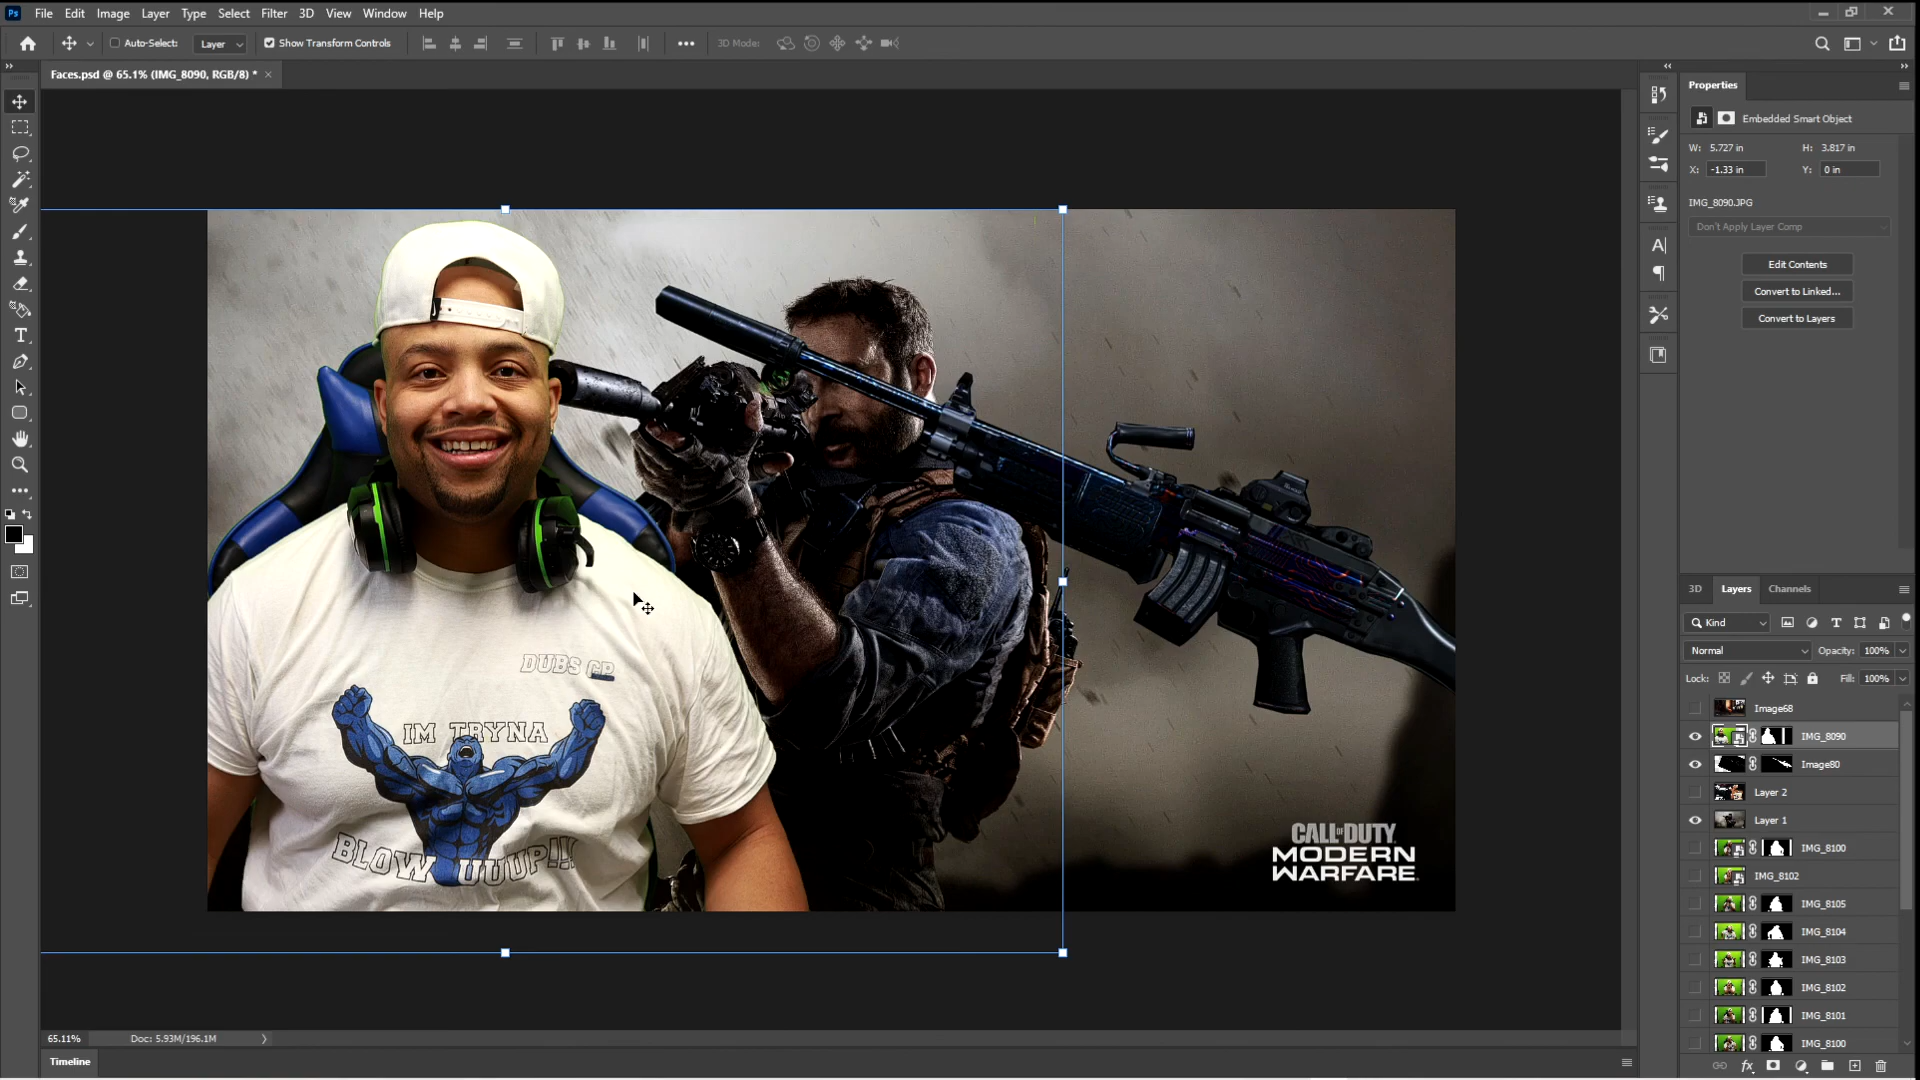 Ps File Edit Image Layer Type Select Filter 3D View Window Help
Auto-Select: Layer Show Transform Controls 3D Mode:
Faces.psd @ 65.1% (IMG_8090, RGB/8) *
Properties
Embedded Smart Object
W: 5.727 in H: 3.817 in
X: -1.33 in Y: 0 in
IMG_8090.JPG
Don't Apply Layer Comp
Edit Contents
Convert to Linked...
Convert to Layers
DUBS
IM TRYNA
BLOW UUUP!!!
CALL OF DUTY
MODERN
WARFARE
3D Layers Channels
Kind
Normal Opacity: 100%
Lock: Fill: 100%
Image68
IMG_8090
Image80
Layer 2
Layer 1
IMG_8100
IMG_8102
IMG_8105
IMG_8104
IMG_8103
IMG_8102
IMG_8101
IMG_8100
65.11% Doc: 5.93M/196.1M
Timeline